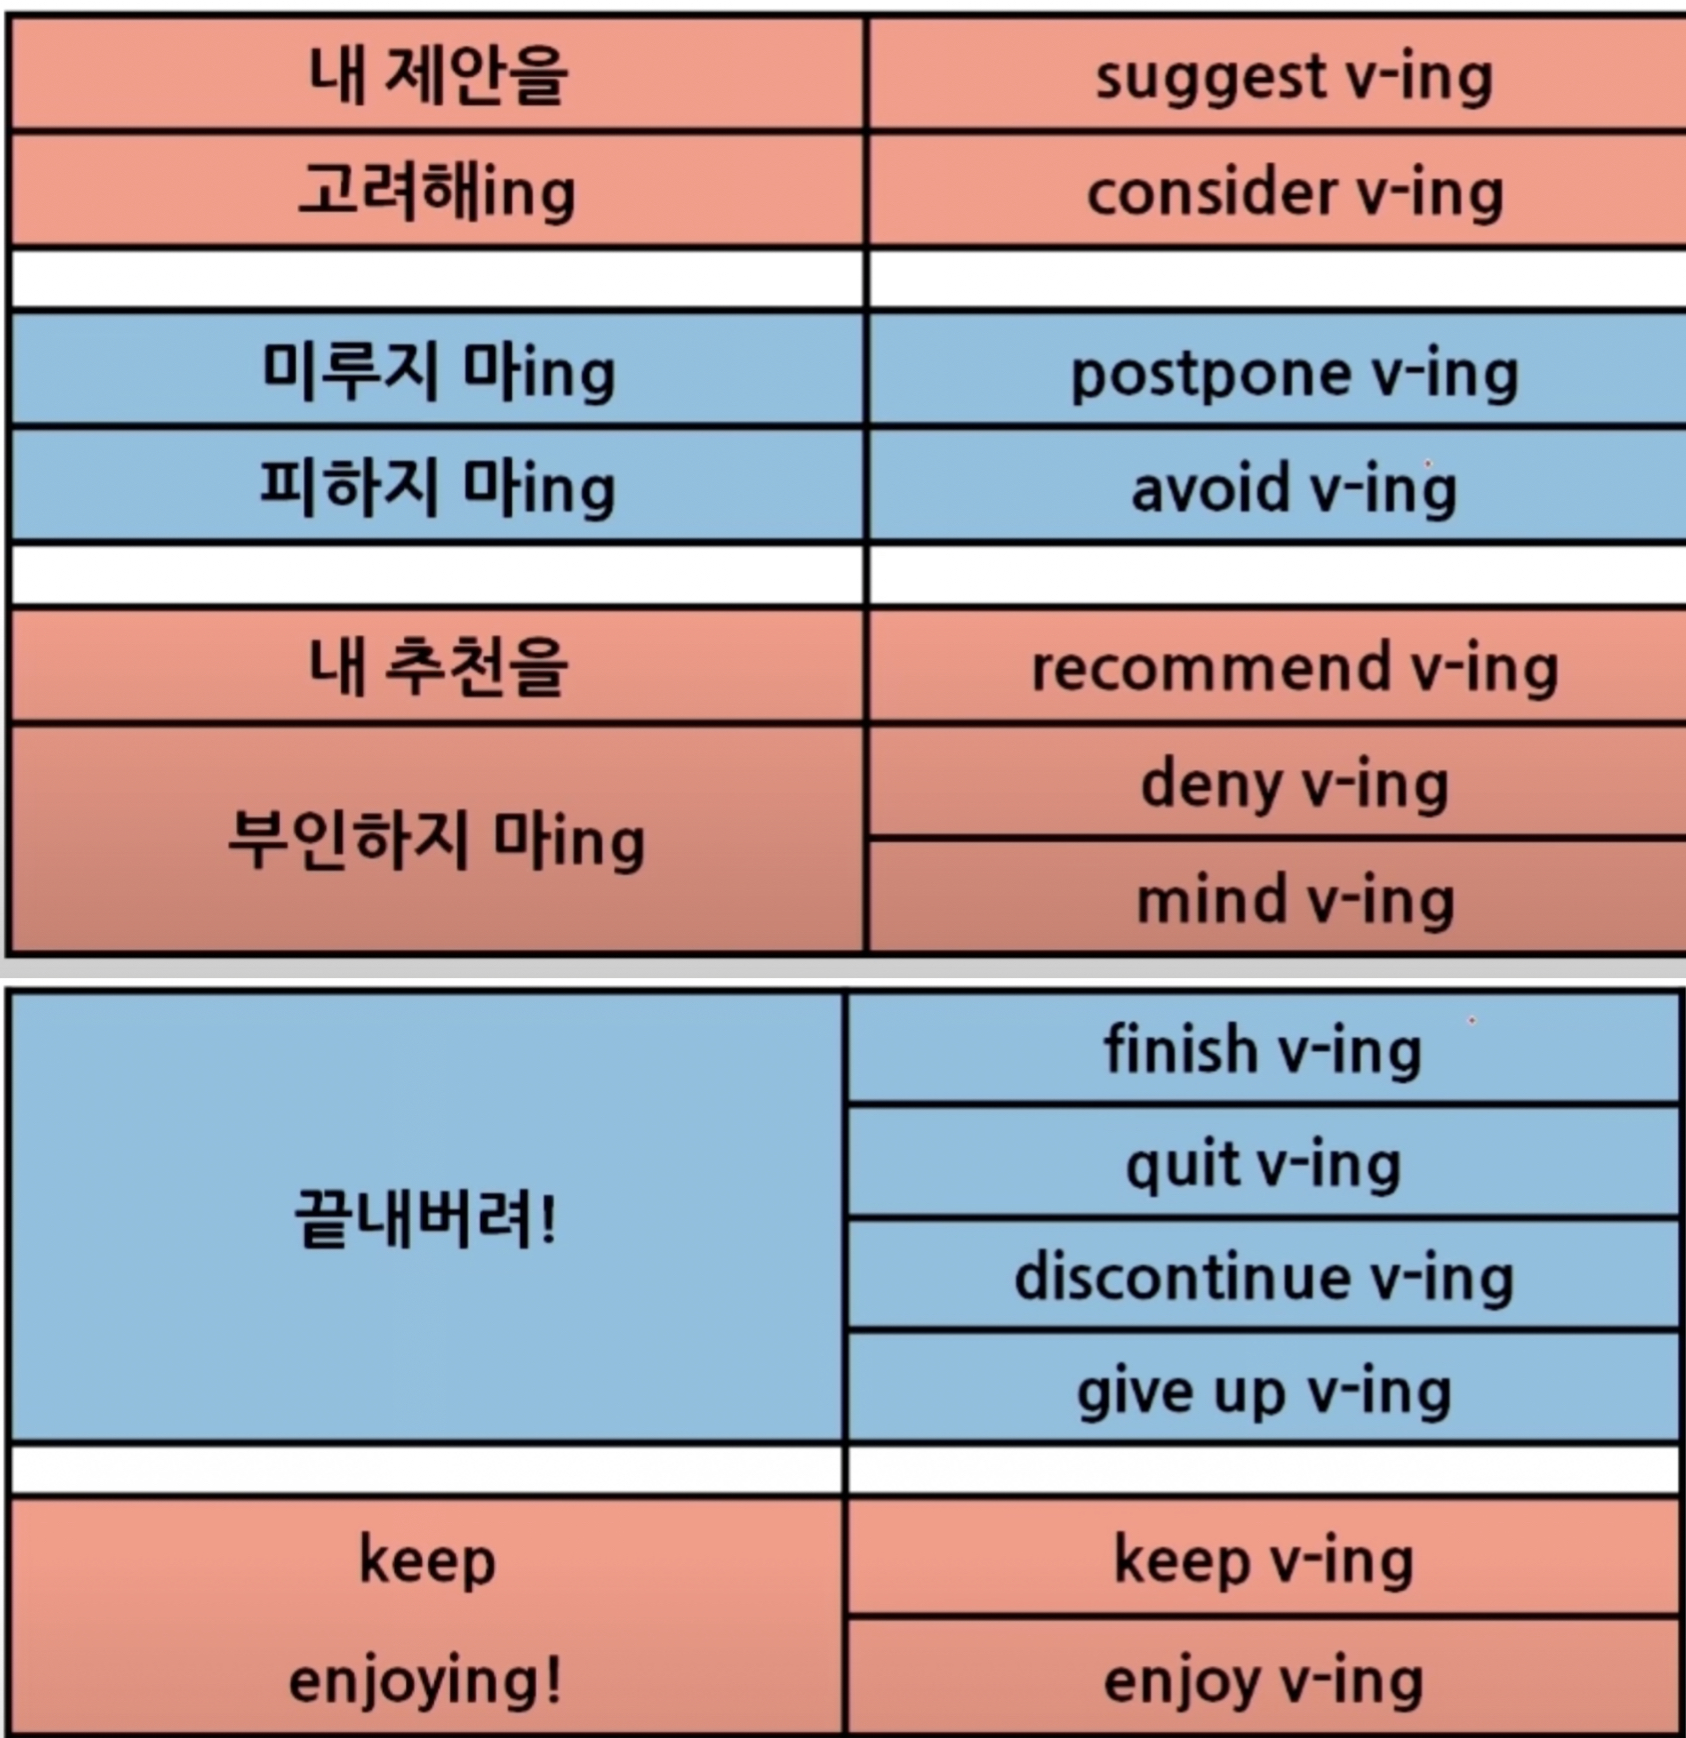 내 제안을
suggest v-ing
고려해ing
consider v-ing
미루지 마ing
postpone v-ing
피하지 마ing
avoid v-ing
내 추천을
recommend v-ing
부인하지 마ing
deny v-ing
mind v-ing
끝내버려!
finish v-ing
quit v-ing
discontinue v-ing
give up v-ing
keep
enjoying!
keep v-ing
enjoy v-ing